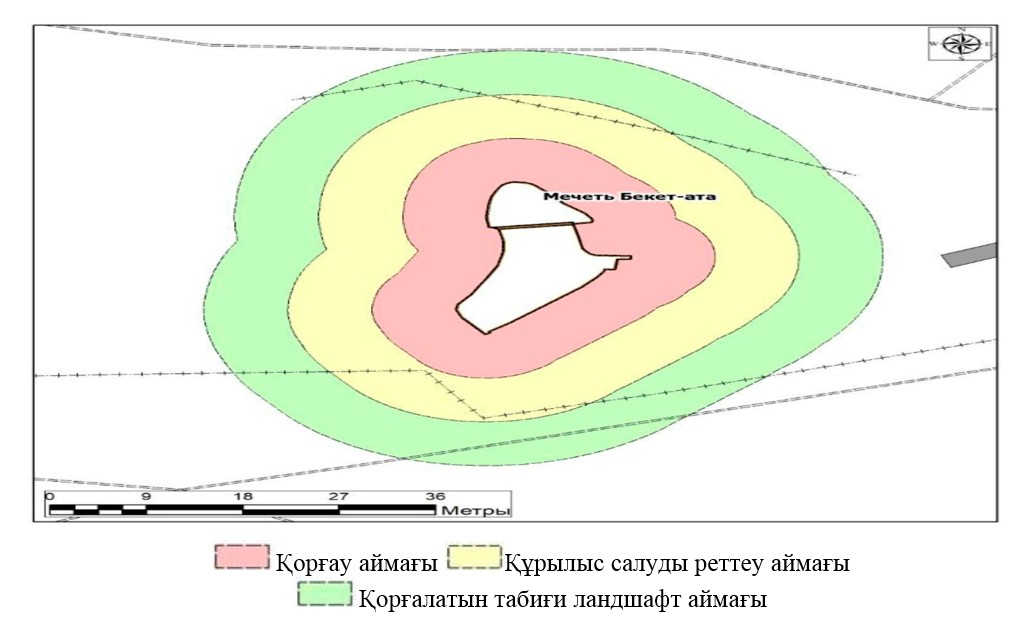 N
W E
S
Мечеть Бекет-ата
0 9 18 27 36
Метры
Қорғау аймағы Құрылыс салуды реттеу аймағы
Қорғалатын табиғи ландшафт аймағы